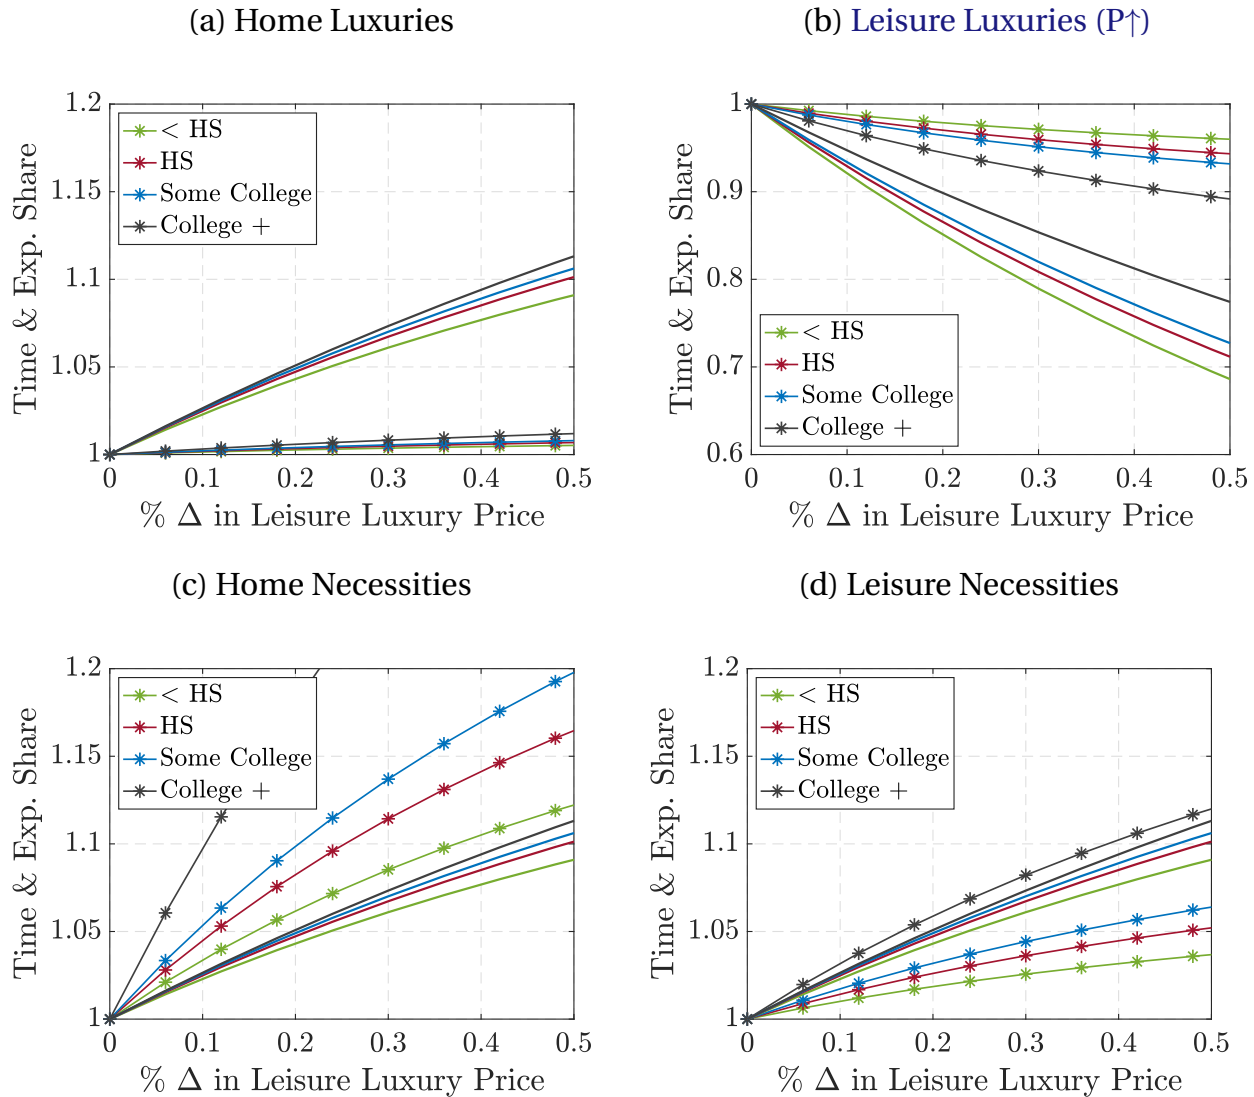 (a) Home Luxuries
Time & Exp. Share
1.2
1.15
1.1
1.05
1
< HS
HS
Some College
College +
0 0.1 0.2 0.3 0.4 0.5
% Δ in Leisure Luxury Price
(b) Leisure Luxuries (P↑)
Time & Exp. Share
1
0.9
0.8
0.7
0.6
< HS
HS
Some College
College +
0 0.1 0.2 0.3 0.4 0.5
% Δ in Leisure Luxury Price
(c) Home Necessities
Time & Exp. Share
1.2
1.15
1.1
1.05
1
< HS
HS
Some College
College +
0 0.1 0.2 0.3 0.4 0.5
% Δ in Leisure Luxury Price
(d) Leisure Necessities
Time & Exp. Share
1.2
1.15
1.1
1.05
1
< HS
HS
Some College
College +
0 0.1 0.2 0.3 0.4 0.5
% Δ in Leisure Luxury Price